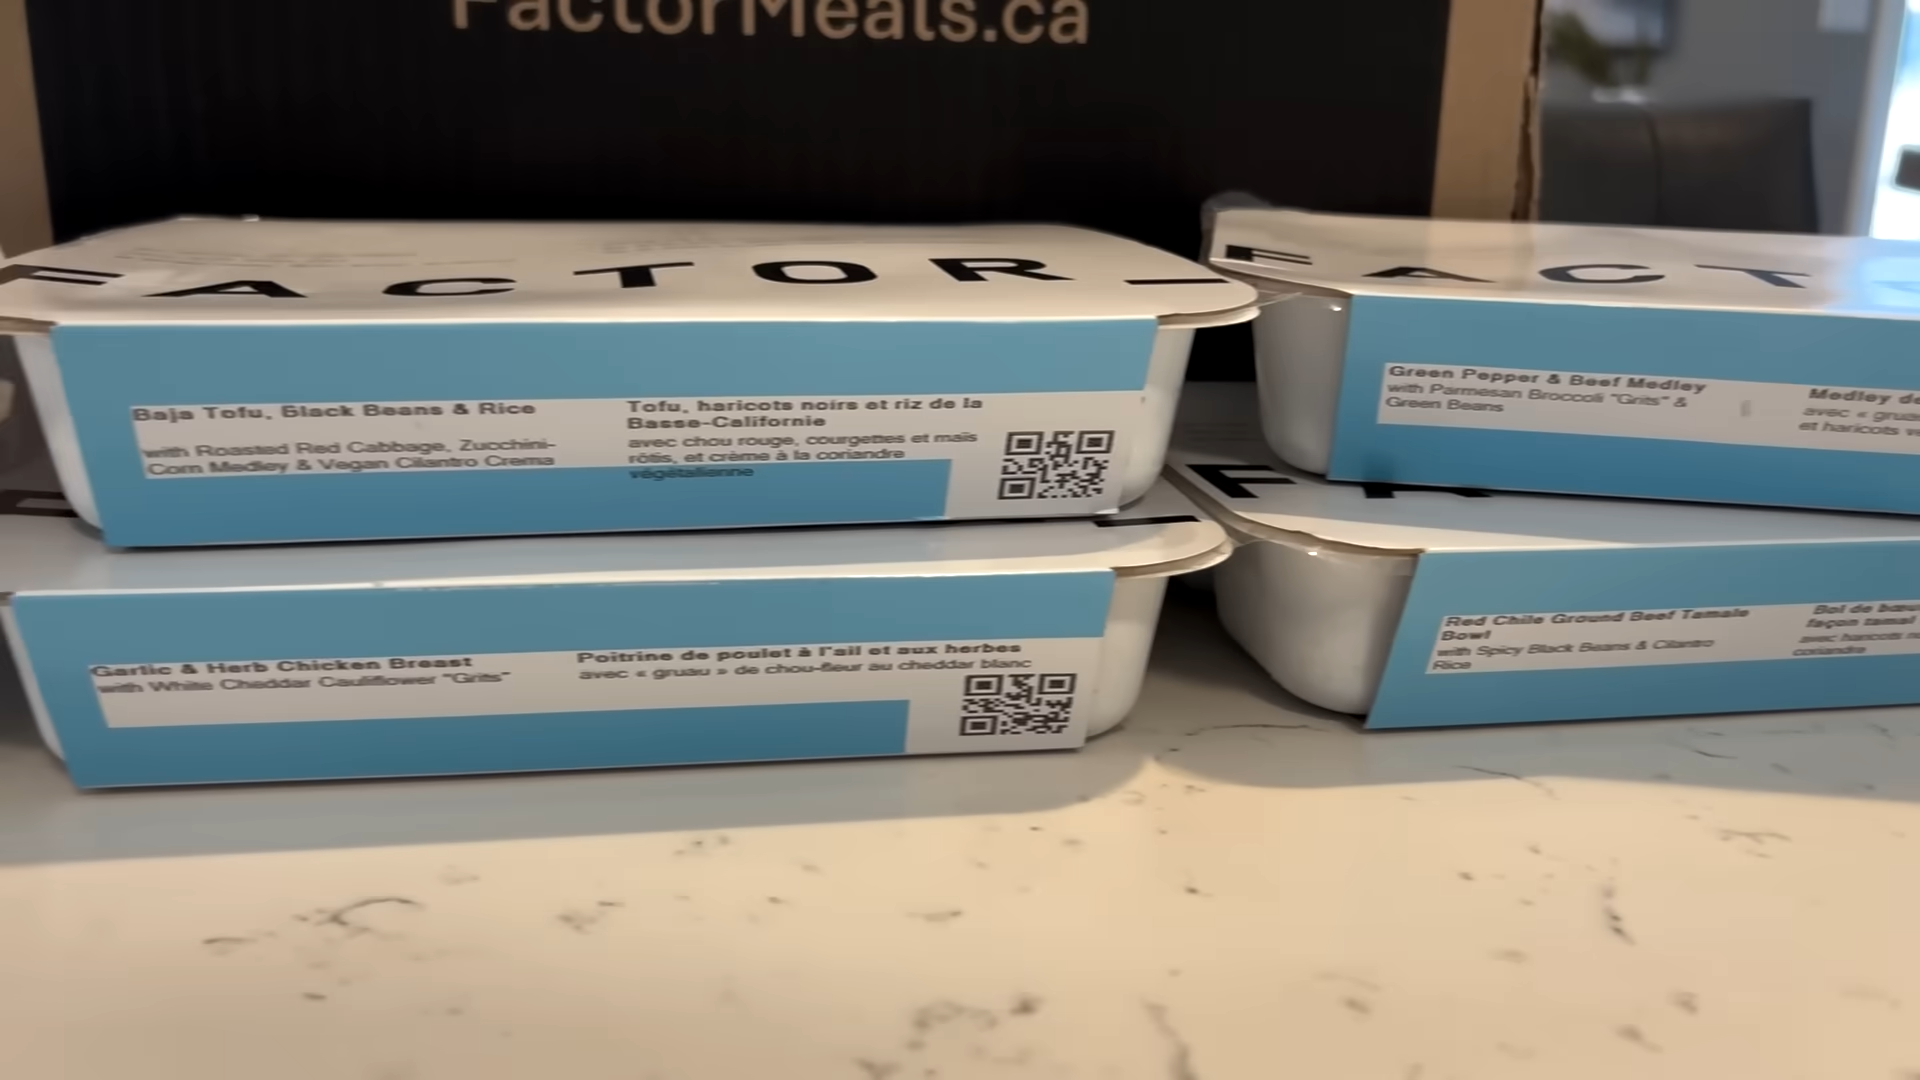 FactorMeals.ca
FACTOR_
Baja Tofu, Black Beans & Rice
with Roasted Red Cabbage, Zucchini-
Corn Medley & Vegan Cilantro Crema
Tofu, haricots noirs et riz de la
Basse-Californie
avec chou rouge, courgettes et maïs
rôtis, et crème à la coriandre
végétalienne
FACT
Green Pepper & Beef Medley
with Parmesan Broccoli "Grits" &
Green Beans
Medley de
avec « gruau
et haricots ve
Garlic & Herb Chicken Breast
with White Cheddar Cauliflower "Grits"
Poitrine de poulet à l'ail et aux herbes
avec « gruau » de chou-fleur au cheddar blanc
Red Chile Ground Beef Tamale
Bowl
with Spicy Black Beans & Cilantro
Rice
Bol de bœuf
façon tamal
avec haricots
coriandre